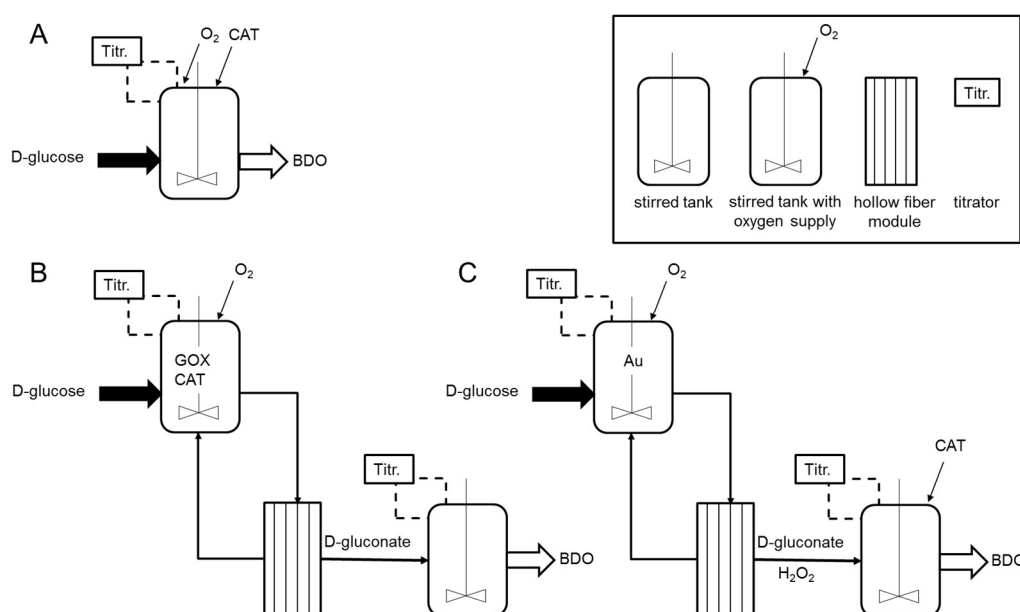 A
Titr.
O2
CAT
D-glucose
BDO
O2
Titr.
stirred tank
stirred tank with
oxygen supply
hollow fiber
module
titrator
B
Titr.
O2
GOX
CAT
D-glucose
Titr.
D-gluconate
BDO
C
Titr.
O2
Au
D-glucose
Titr.
CAT
D-gluconate
H2O2
BDO